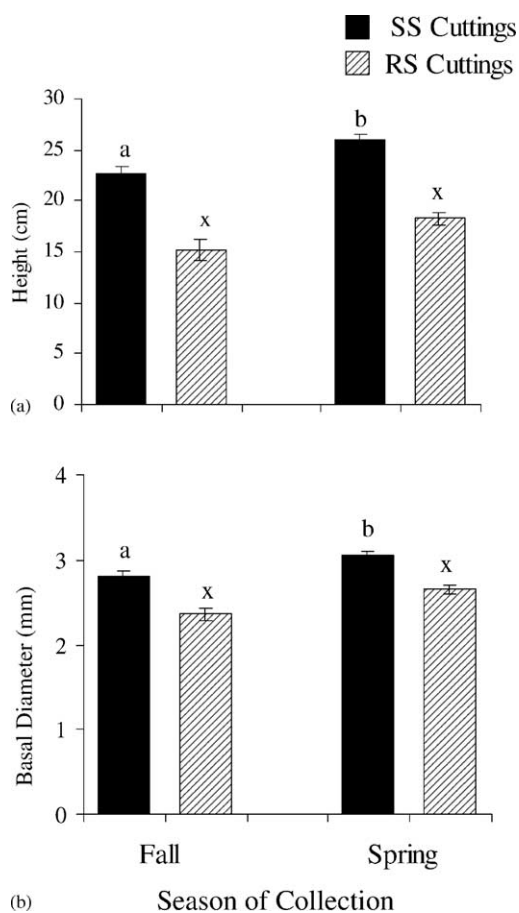 SS Cuttings
RS Cuttings
30
25
20
15
10
5
0
Height (cm)
a
x
b
x
(a)
4
3
2
1
0
Basal Diameter (mm)
a
x
b
x
Fall Spring
(b) Season of Collection